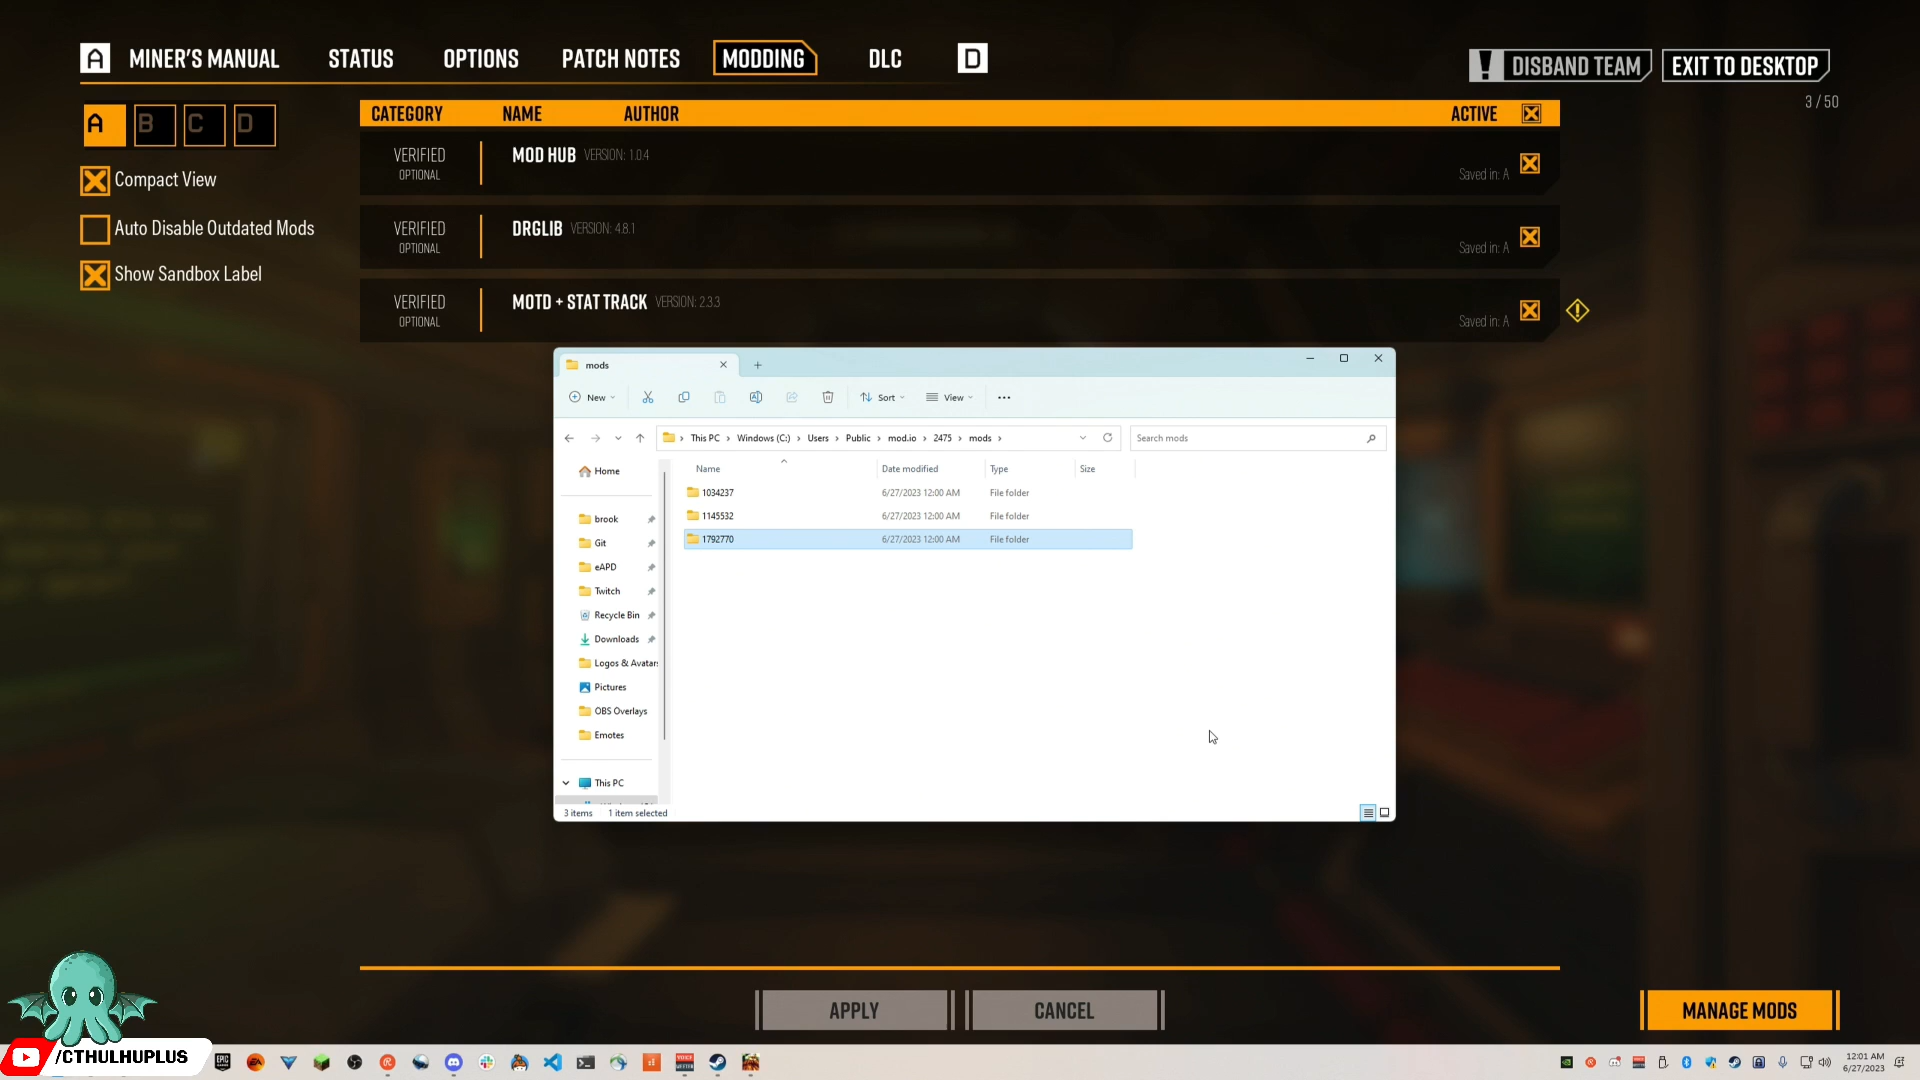 A MINER'S MANUAL STATUS OPTIONS PATCH NOTES MODDING DLC D
! DISBAND TEAM EXIT TO DESKTOP
3 / 50
A B C D
Compact View
Auto Disable Outdated Mods
Show Sandbox Label
CATEGORY NAME AUTHOR ACTIVE
VERIFIED MOD HUB VERSION: 1.0.4
OPTIONAL Saved in: A
VERIFIED DRGLIB VERSION: 4.8.1
OPTIONAL Saved in: A
VERIFIED MOTD + STAT TRACK VERSION: 2.3.3
OPTIONAL Saved in: A
mods
New Sort View
This PC > Windows (C:) > Users > Public > mod.io > 2475 > mods >
Search mods
Name Date modified Type Size
1034237 6/27/2023 12:00 AM File folder
1145532 6/27/2023 12:00 AM File folder
1792770 6/27/2023 12:00 AM File folder
Home
brook
Git
eAPD
Twitch
Recycle Bin
Downloads
Logos & Avatars
Pictures
OBS Overlays
Emotes
This PC
3 items 1 item selected
APPLY CANCEL MANAGE MODS
/CTHULHUPLUS
EPIC
12:01 AM
6/27/2023